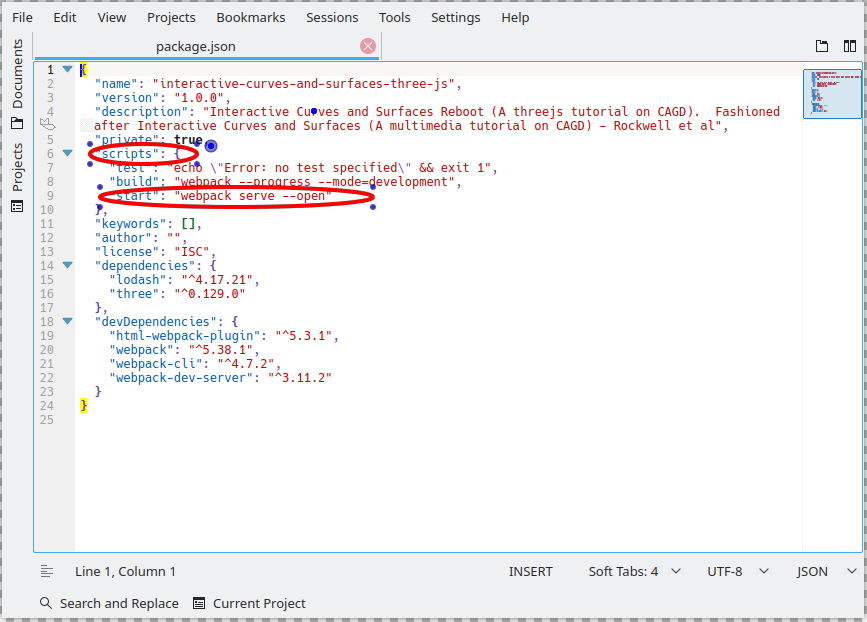 File Edit View Projects Bookmarks Sessions Tools Settings Help
Documents
Projects
package.json
1 {
2 "name": "interactive-curves-and-surfaces-three-js",
3 "version": "1.0.0",
4 "description": "Interactive Curves and Surfaces Reboot (A threejs tutorial on CAGD).  Fashioned
after Interactive Curves and Surfaces (A multimedia tutorial on CAGD) – Rockwell et al",
5 "private": true,
6 "scripts": {
7 "test": "echo \"Error: no test specified\" && exit 1",
8 "build": "webpack --progress --mode=development",
9 "start": "webpack serve --open"
10 },
11 "keywords": [],
12 "author": "",
13 "license": "ISC",
14 "dependencies": {
15 "lodash": "^4.17.21",
16 "three": "^0.129.0"
17 },
18 "devDependencies": {
19 "html-webpack-plugin": "^5.3.1",
20 "webpack": "^5.38.1",
21 "webpack-cli": "^4.7.2",
22 "webpack-dev-server": "^3.11.2"
23 }
24 }
25
Line 1, Column 1 INSERT Soft Tabs: 4 UTF-8 JSON
Search and Replace Current Project